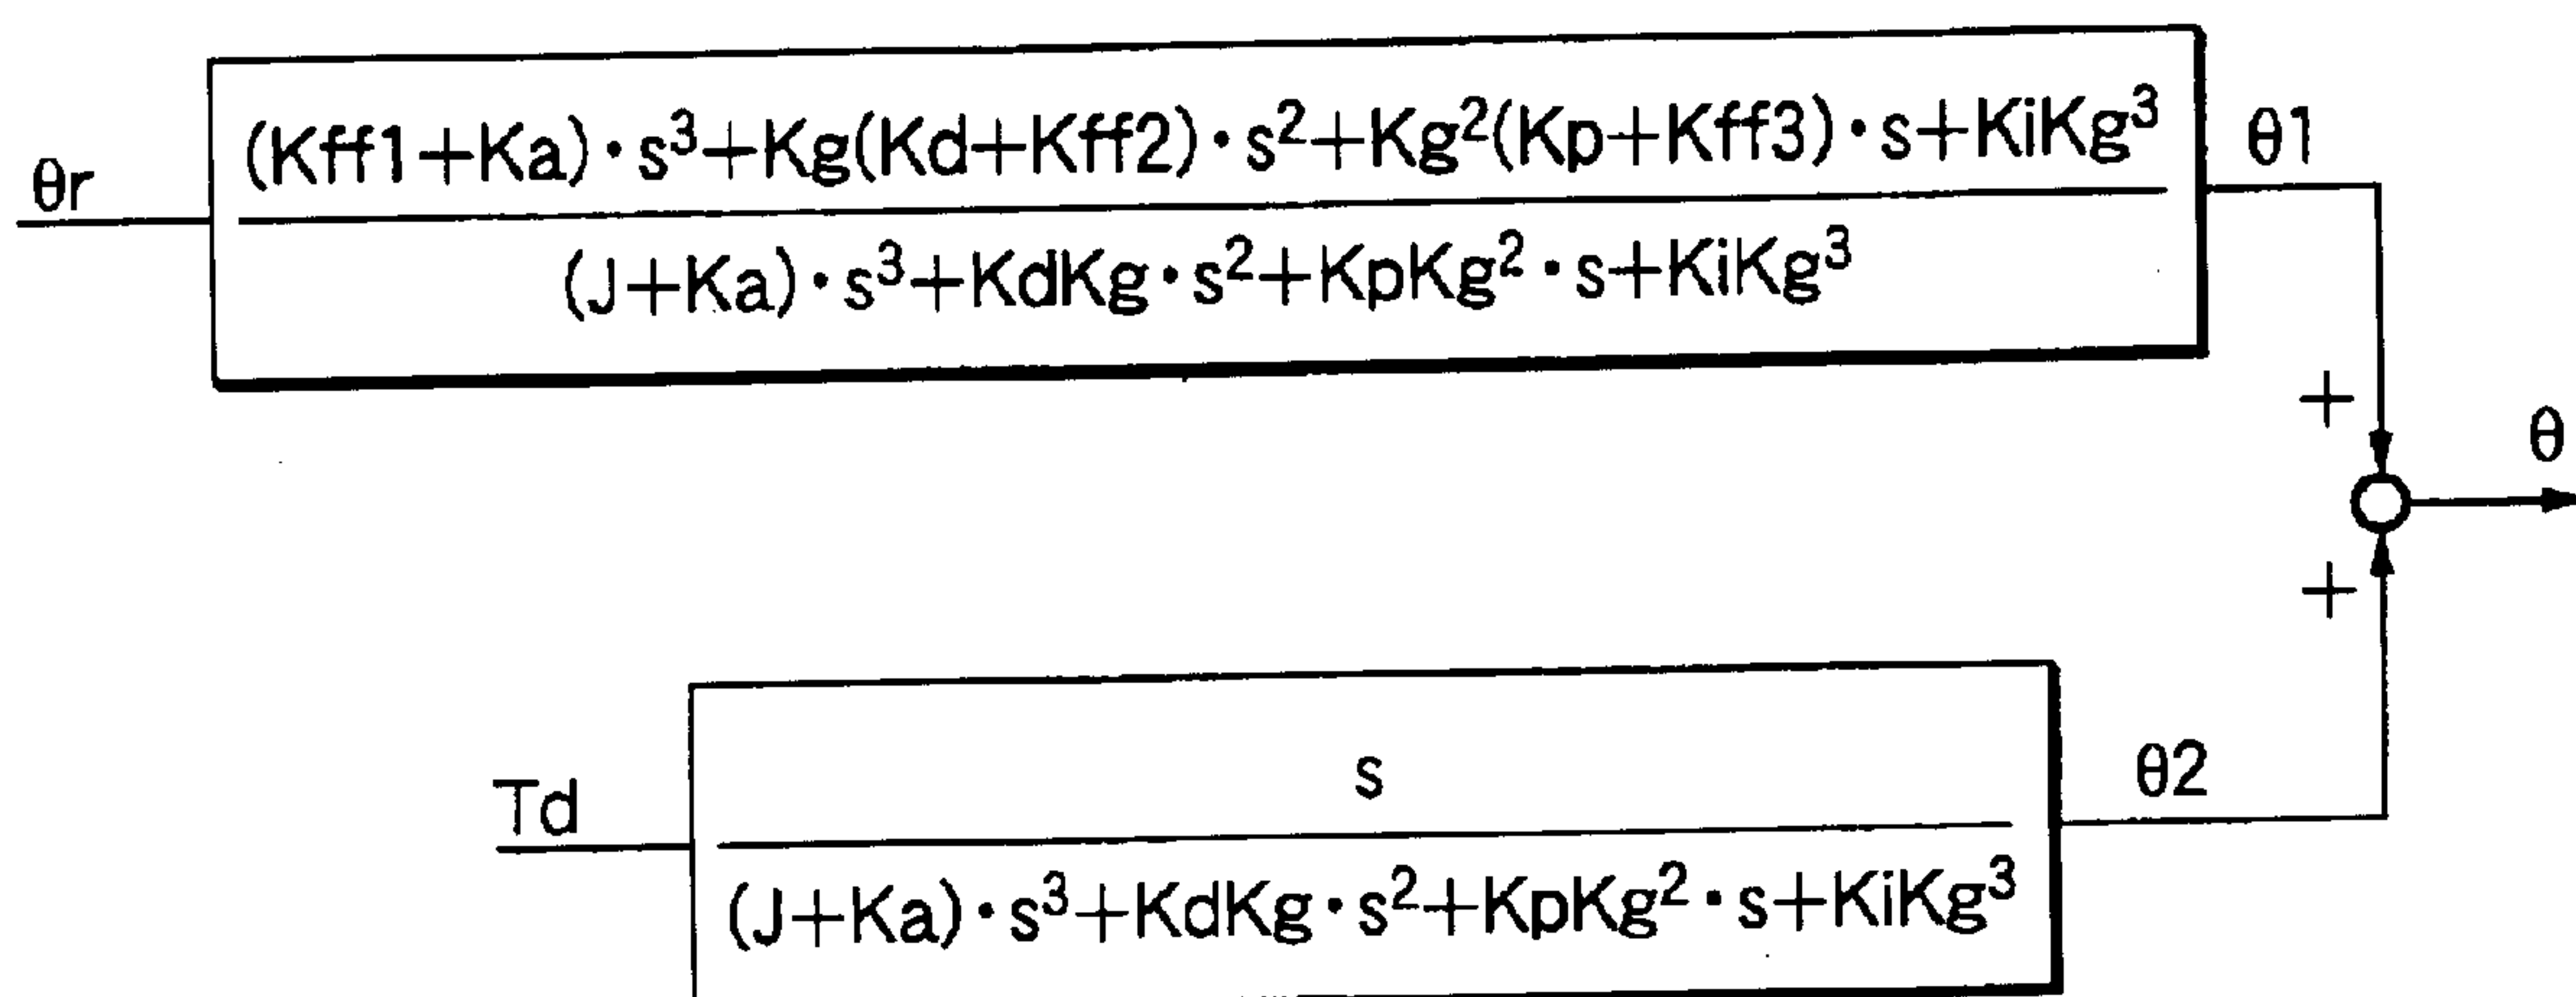 θr
(Kff1+Ka)·s³+Kg(Kd+Kff2)·s²+Kg²(Kp+Kff3)·s+KiKg³
(J+Ka)·s³+KdKg·s²+KpKg²·s+KiKg³
θ1
+
θ
+
Td
s
(J+Ka)·s³+KdKg·s²+KpKg²·s+KiKg³
θ2